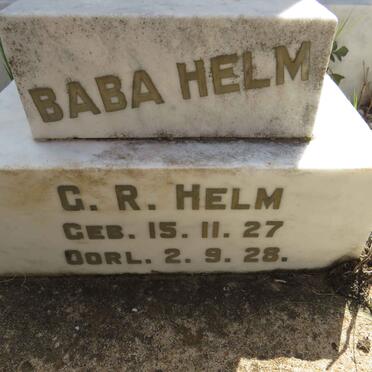 BABA HELM
G. R. HELM
GEB. 15. 11. 27
OORL. 2. 9. 28.